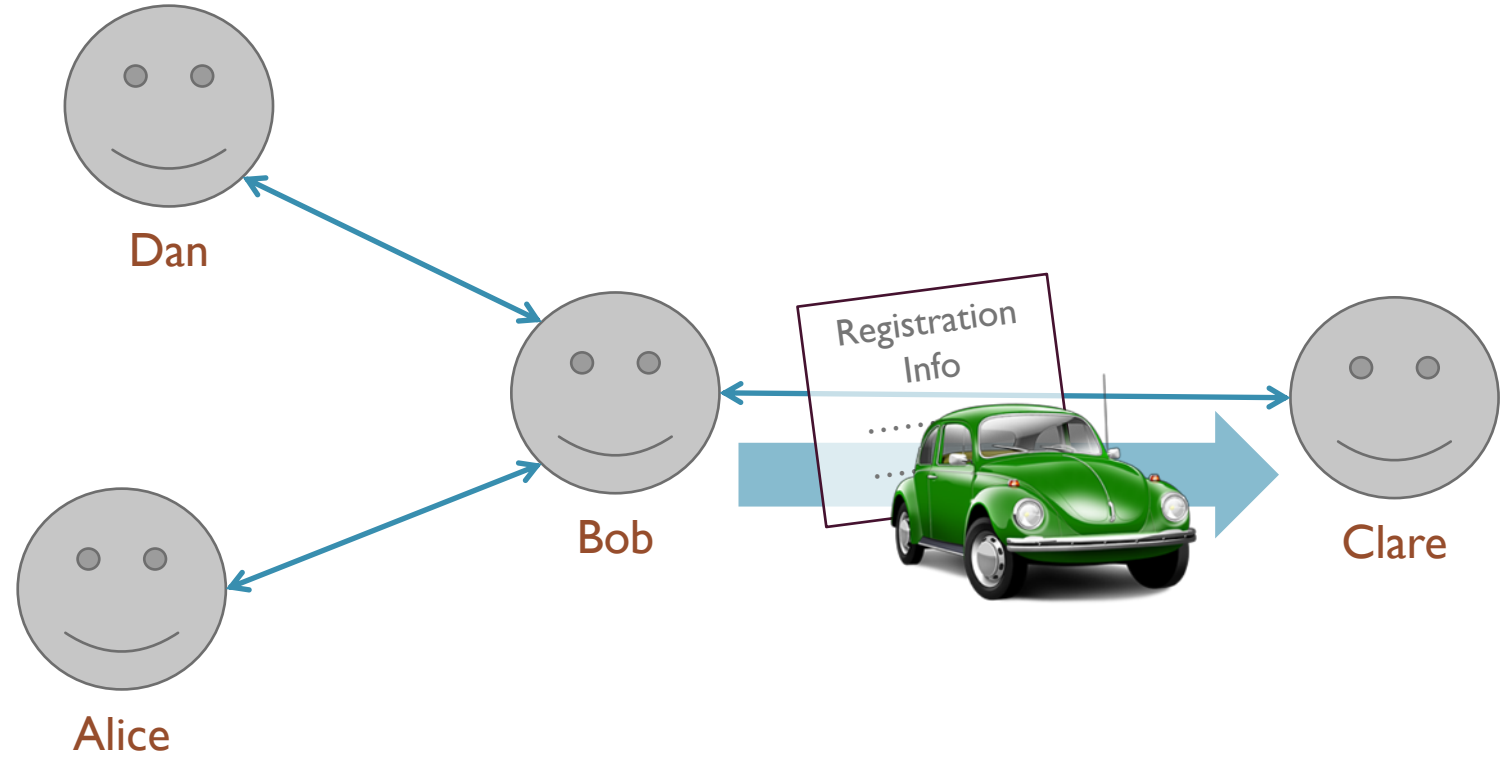 Dan
Registration
Info
......
....
Bob
Clare
Alice